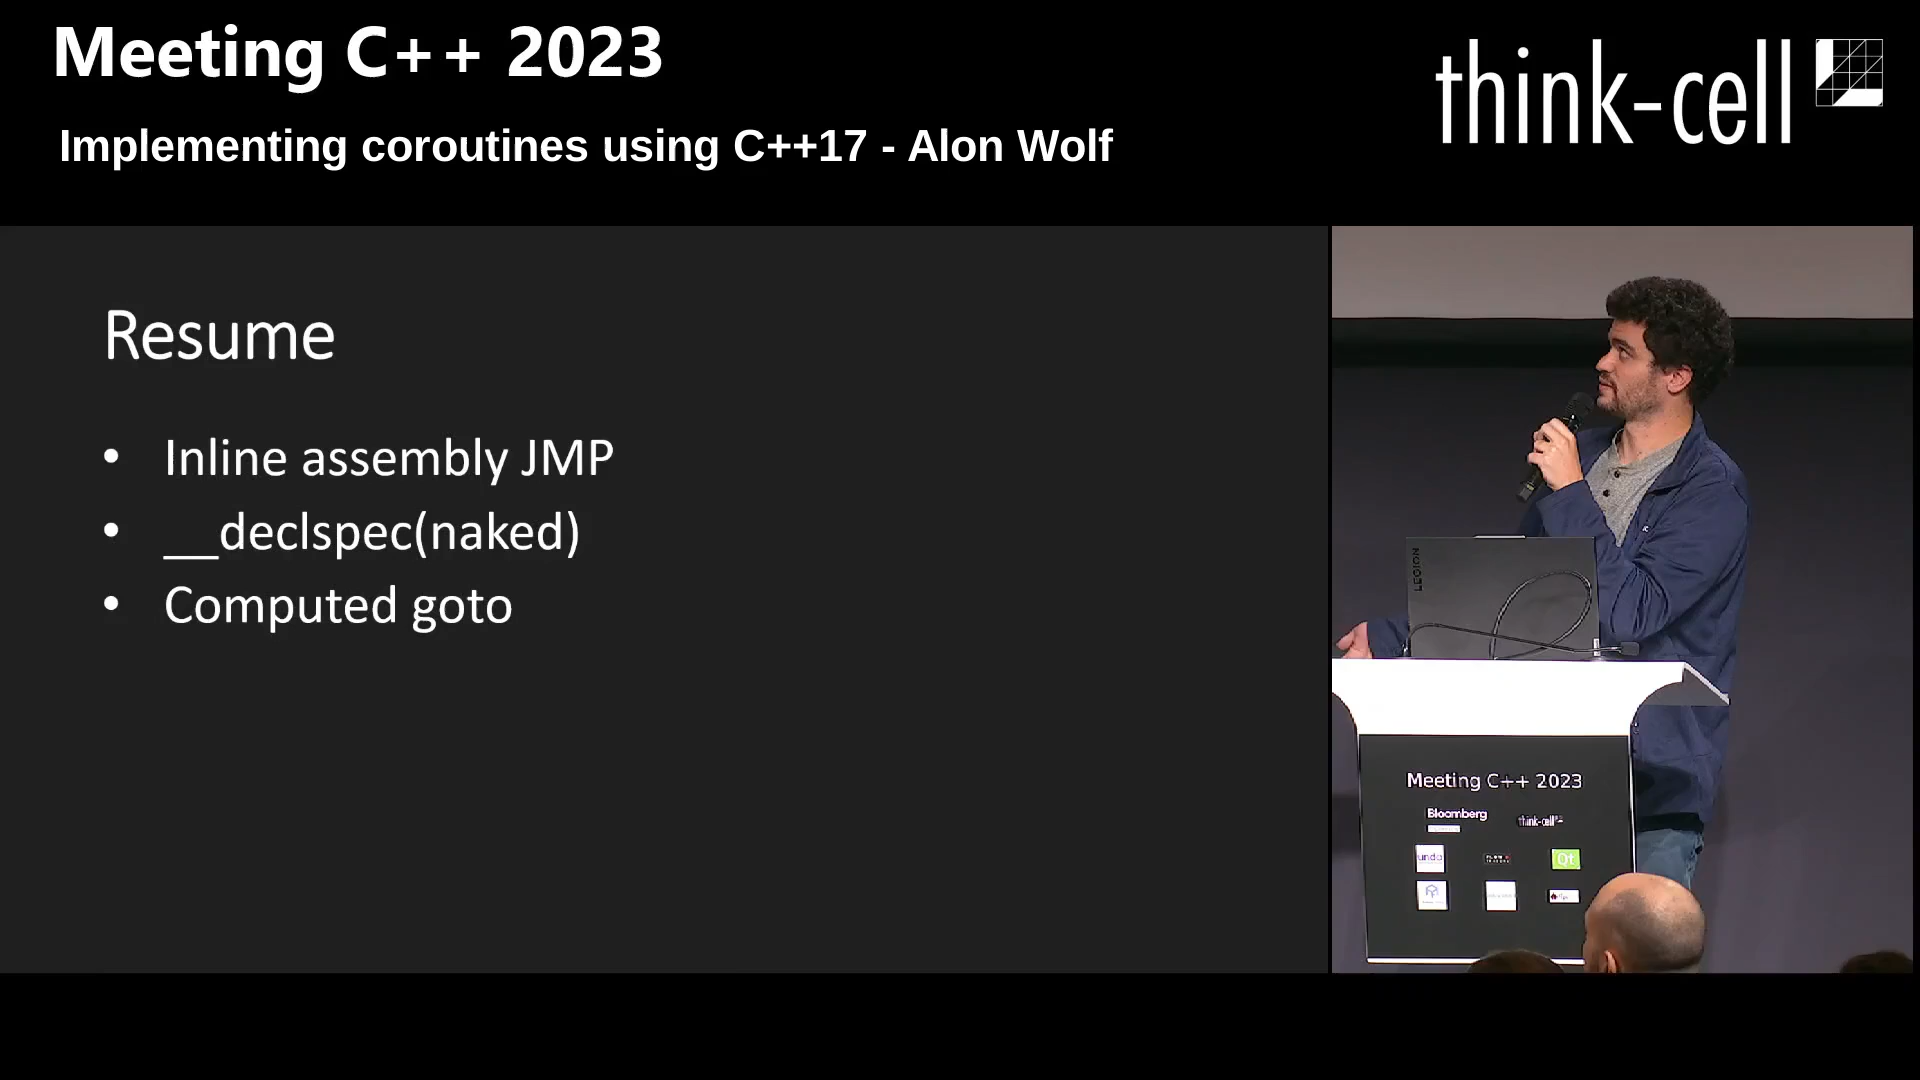 Meeting C++ 2023
Implementing coroutines using C++17 - Alon Wolf
think-cell
Resume
• Inline assembly JMP
• __declspec(naked)
• Computed goto
LEGION
Meeting C++ 2023
Bloomberg
think-cell
Qt